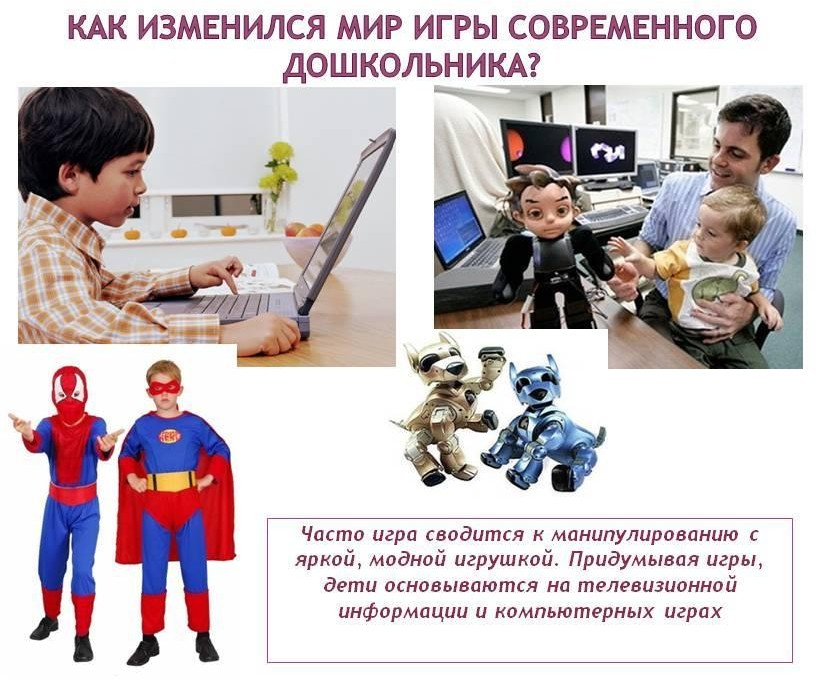 КАК ИЗМЕНИЛСЯ МИР ИГРЫ СОВРЕМЕННОГО
ДОШКОЛЬНИКА?
Часто игра сводится к манипулированию с
яркой, модной игрушкой. Придумывая игры,
дети основываются на телевизионной
информации и компьютерных играх